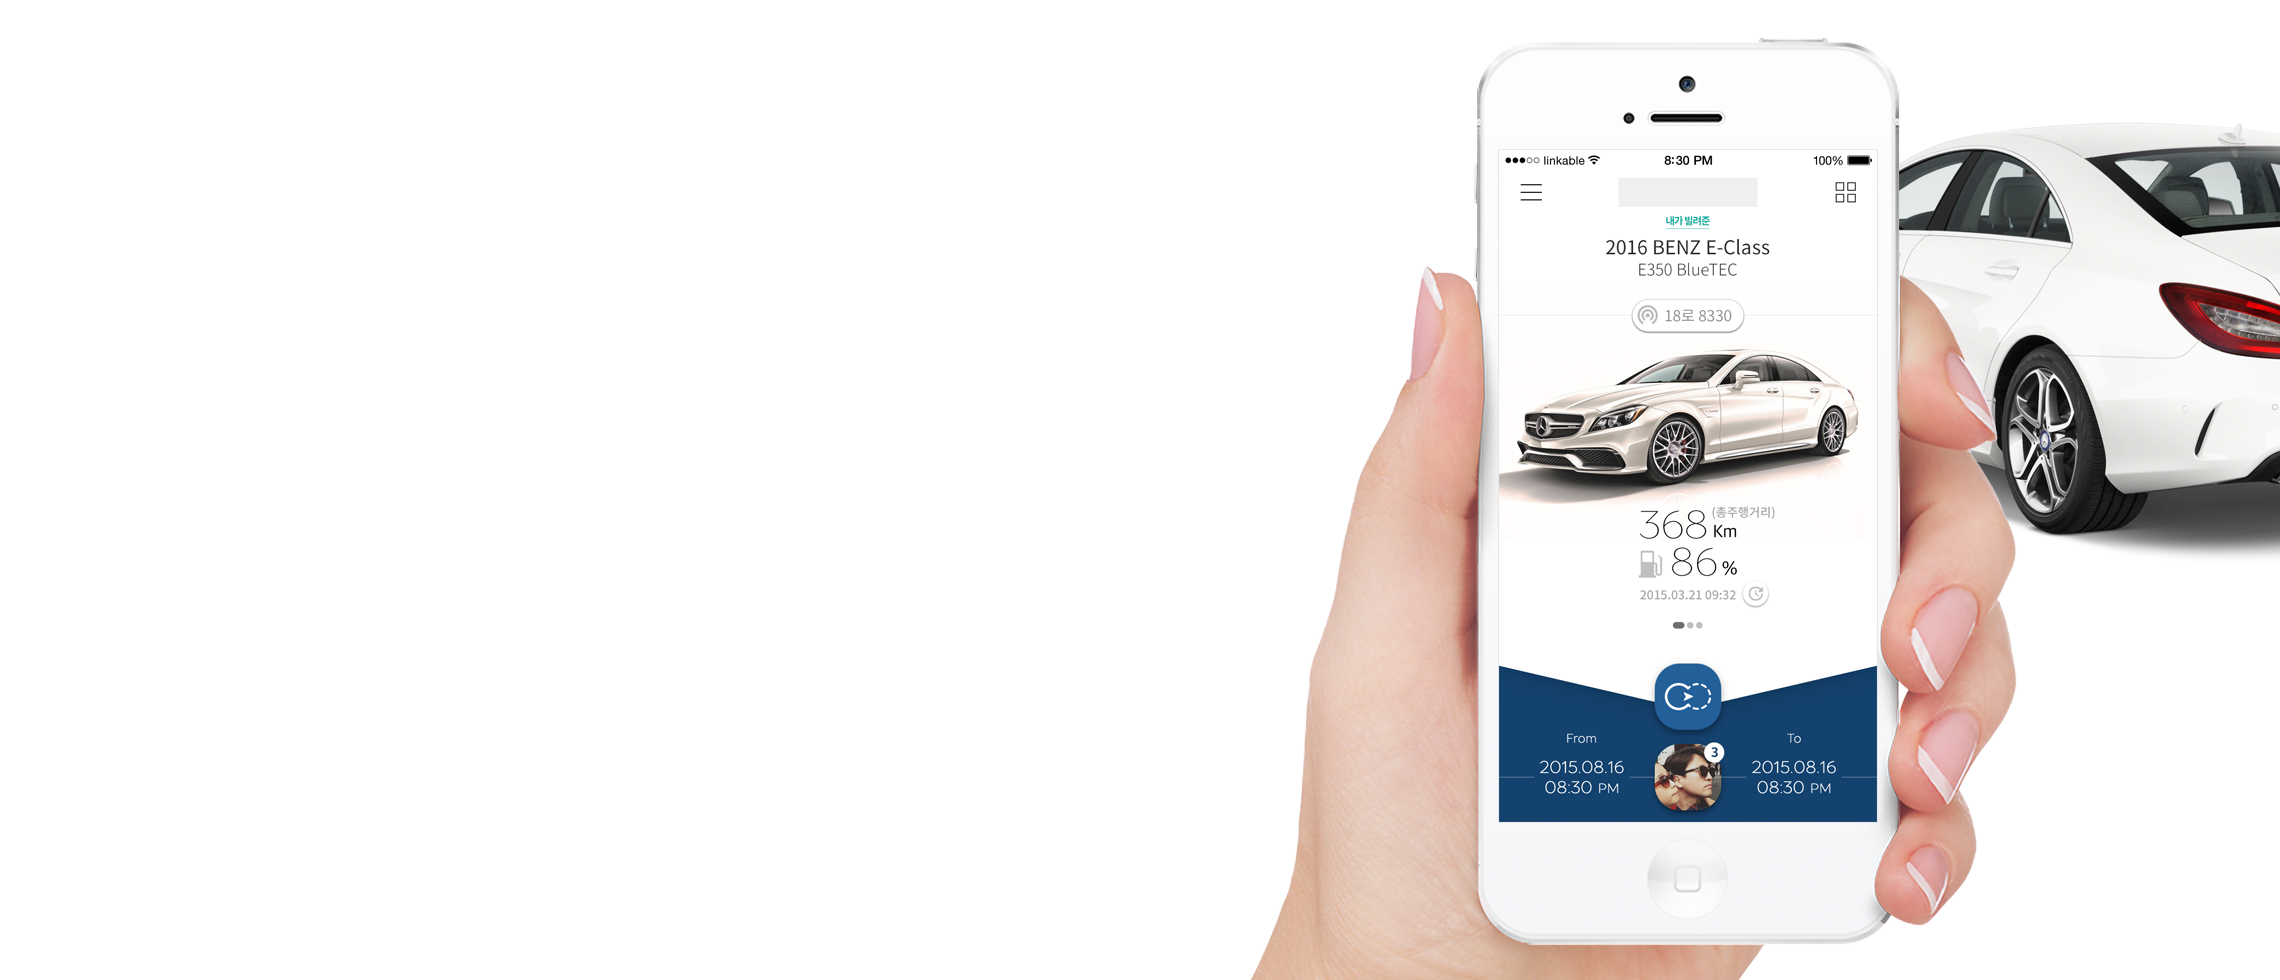 linkable 8:30 PM 100%
내가 빌려준
2016 BENZ E-Class
E350 BlueTEC
18로 8330
368 Km (총주행거리)
86 %
2015.03.21 09:32
From
To
3
2015.08.16
08:30 PM
2015.08.16
08:30 PM